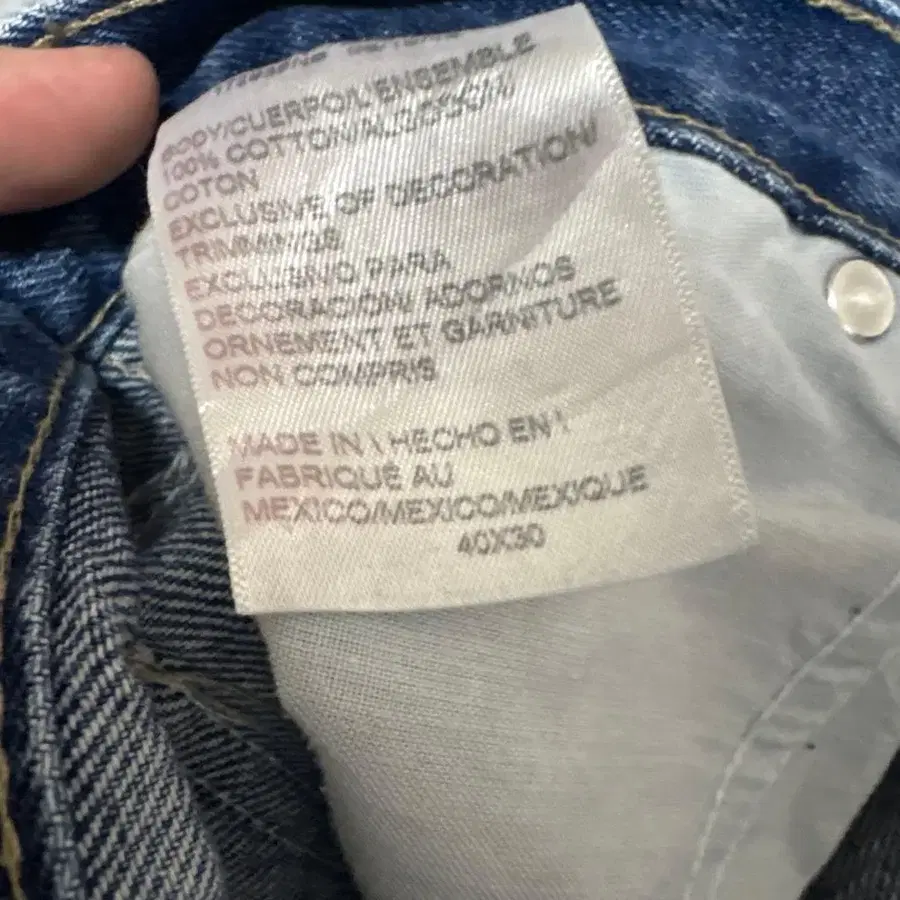 BODY/CUERPO/L'ENSEMBLE
100% COTTON/ALGODON/
COTON
EXCLUSIVE OF DECORATION/
TRIMMINGS
EXCLUSIVO PARA
DECORACION/ ADORNOS
ORNEMENT ET GARNITURE
NON COMPRIS
MADE IN \ HECHO EN \
FABRIQUÉ AU
MEXICO/MEXICO/MEXIQUE
40X30